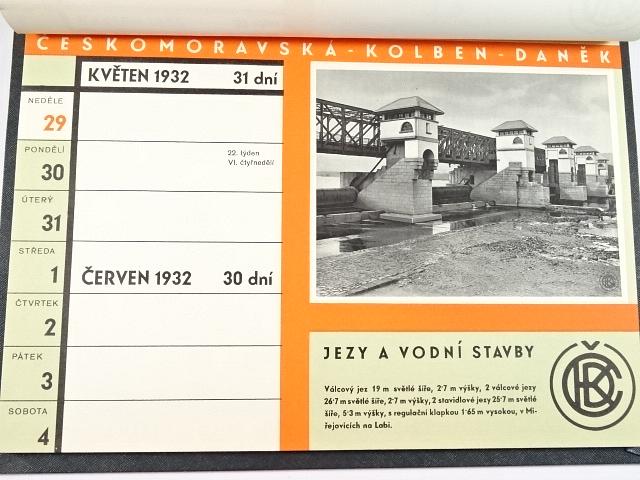 ČESKOMORAVSKÁ - KOLBEN - DANĚK
KVĚTEN 1932 31 dní
NEDĚLE
29
PONDĚLÍ
30
22. týden
VI. čtyřnedělí
ÚTERÝ
31
STŘEDA
1
ČERVEN 1932 30 dní
ČTVRTEK
2
PÁTEK
3
SOBOTA
4
JEZY A VODNÍ STAVBY
Válcový jez 19 m světlé šíře, 2·7 m výšky, 2 válcové jezy
26·7 m světlé šíře, 2·7 m výšky, 2 stavidlové jezy 25·7 m světlé
šíře, 5·3 m výšky, s regulační klapkou 1·65 m vysokou, v Mi-
řejovicích na Labi.
ČKD